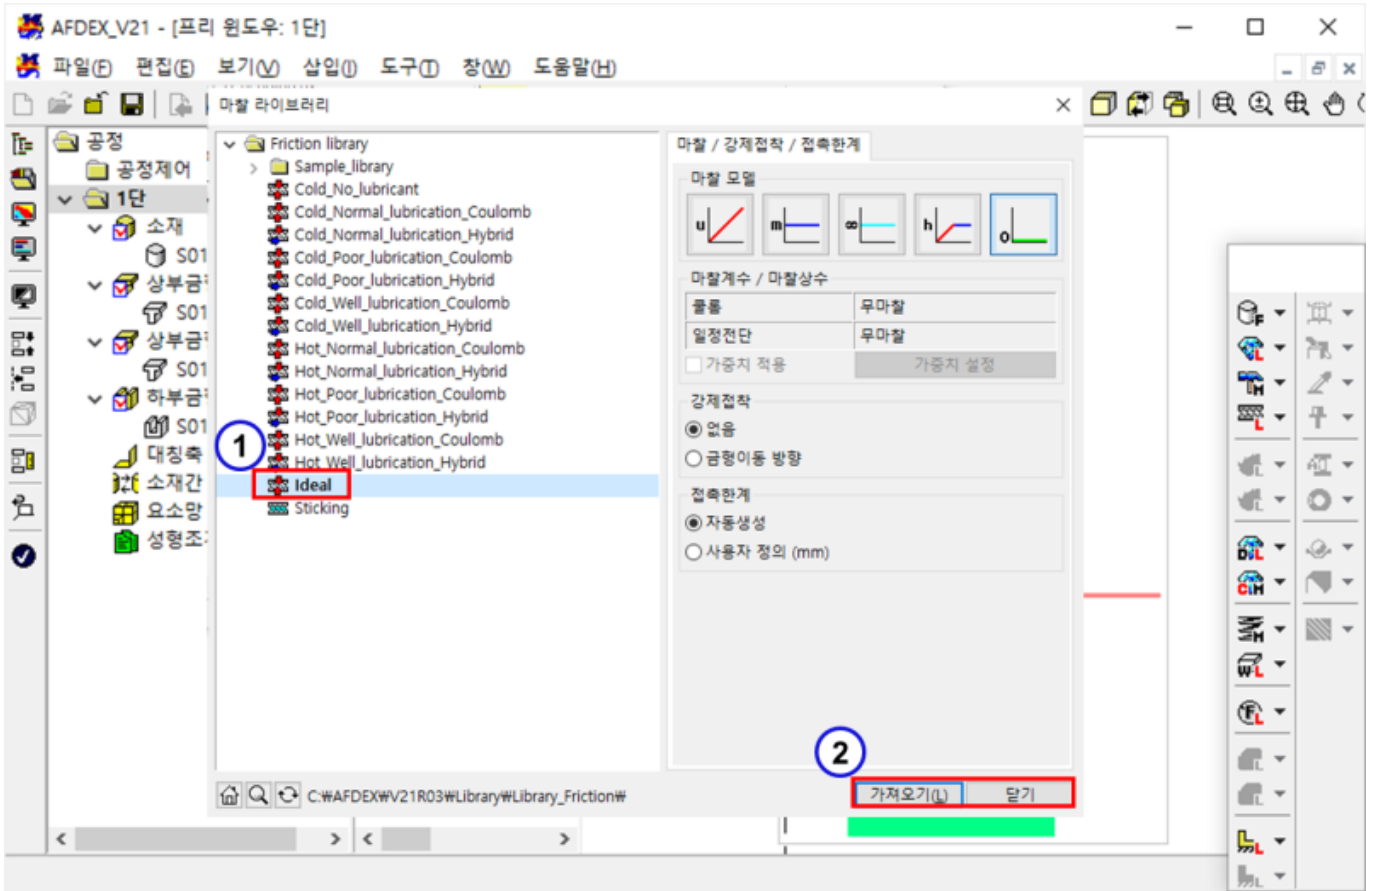 AFDEX_V21 - [프리 윈도우: 1단]
파일(F) 편집(E) 보기(V) 삽입(I) 도구(T) 창(W) 도움말(H)
마찰 라이브러리
공정
공정제어
1단
소재
S01
상부금
S01
상부금
S01
하부금
S01
대칭축
소재간
요소망
성형조
Friction library
Sample_library
Cold_No_lubricant
Cold_Normal_lubrication_Coulomb
Cold_Normal_lubrication_Hybrid
Cold_Poor_lubrication_Coulomb
Cold_Poor_lubrication_Hybrid
Cold_Well_lubrication_Coulomb
Cold_Well_lubrication_Hybrid
Hot_Normal_lubrication_Coulomb
Hot_Normal_lubrication_Hybrid
Hot_Poor_lubrication_Coulomb
Hot_Poor_lubrication_Hybrid
Hot_Well_lubrication_Coulomb
1
Hot_Well_lubrication_Hybrid
Ideal
Sticking
마찰 / 강제접착 / 접촉한계
마찰 모델
u m ∞ h 0
마찰계수 / 마찰상수
쿨롱 무마찰
일정전단 무마찰
가중치 적용 가중치 설정
강제접착
없음
금형이동 방향
접촉한계
자동생성
사용자 정의 (mm)
2
C:₩AFDEX₩V21R03₩Library₩Library_Friction₩
가져오기(L) 닫기